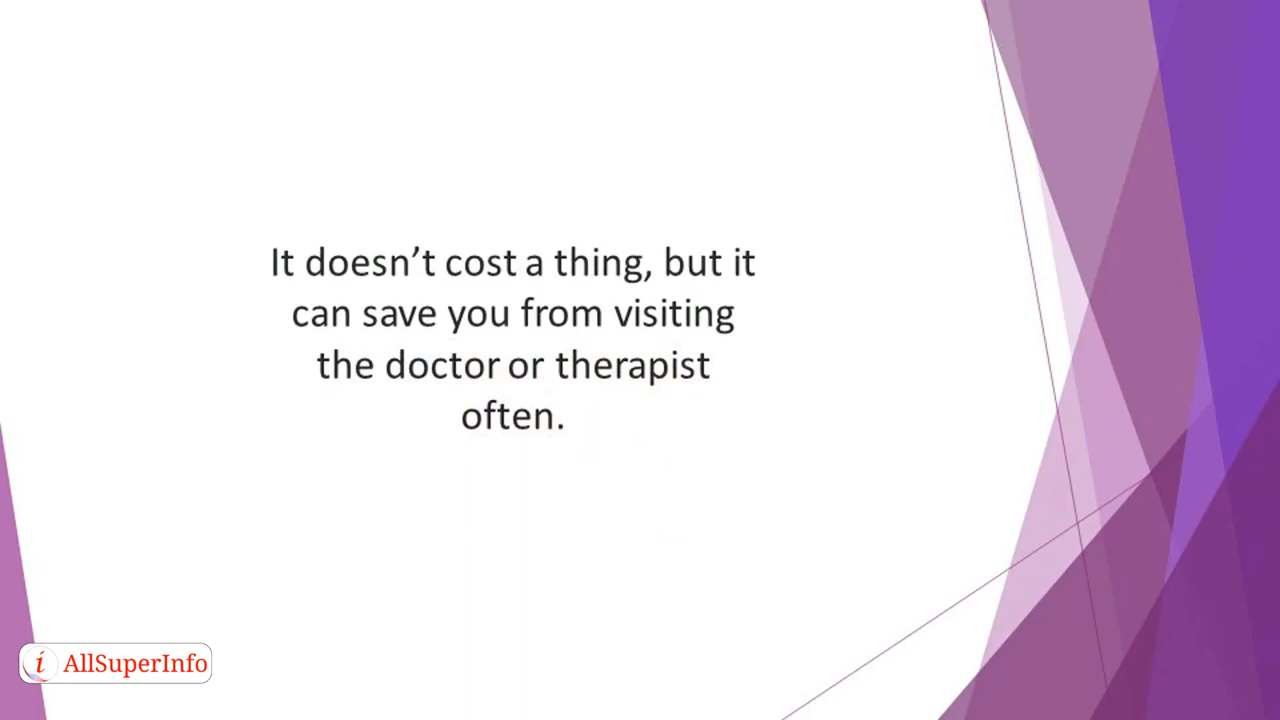 It doesn’t cost a thing, but it
can save you from visiting
the doctor or therapist
often.
i AllSuperInfo